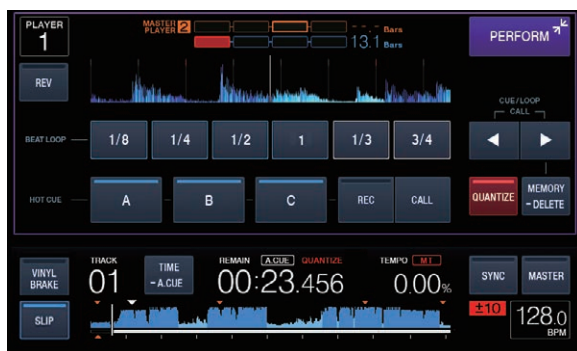 PLAYER
1
MASTER
PLAYER 2
--.- Bars
13.1 Bars
PERFORM
REV
CUE/LOOP
CALL
BEAT LOOP
1/8 1/4 1/2 1 1/3 3/4
HOT CUE
A B C REC CALL
QUANTIZE
MEMORY
- DELETE
VINYL
BRAKE
TRACK
01
TIME
- A.CUE
REMAIN A.CUE QUANTIZE
00:23.456
TEMPO M.T
0.00%
SYNC
MASTER
SLIP
±10
128.0
BPM